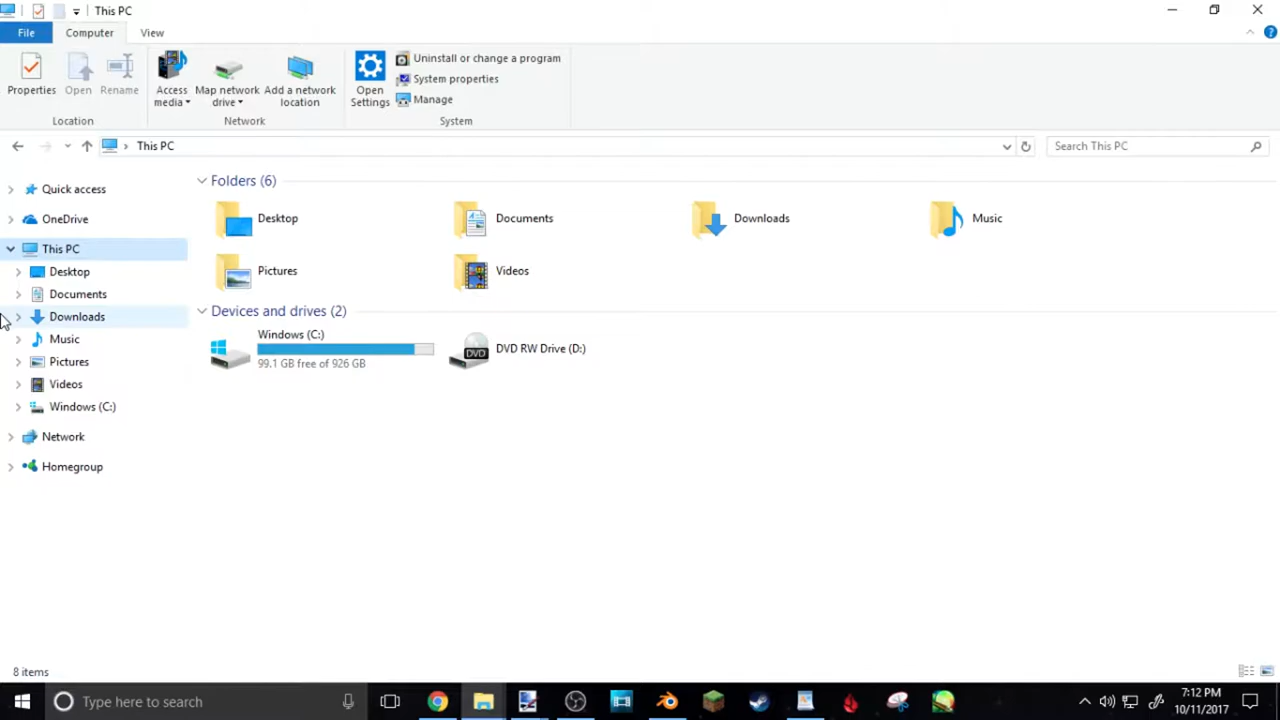 This PC
File Computer View
Properties Open Rename
Access media Map network drive Add a network location
Open Settings
Uninstall or change a program
System properties
Manage
Location Network System
This PC
Search This PC
Quick access
OneDrive
This PC
Desktop
Documents
Downloads
Music
Pictures
Videos
Windows (C:)
Network
Homegroup
Folders (6)
Desktop Documents Downloads Music
Pictures Videos
Devices and drives (2)
Windows (C:)
99.1 GB free of 926 GB
DVD
DVD RW Drive (D:)
8 items
Type here to search
7:12 PM
10/11/2017